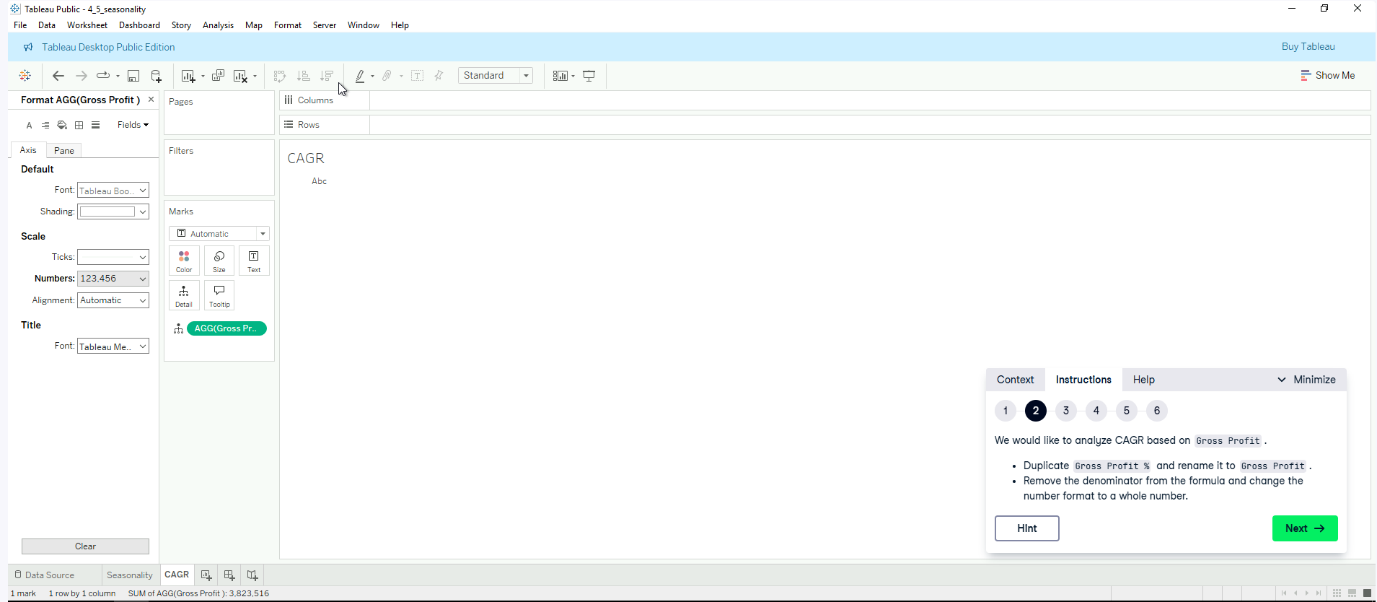 Tableau Public - 4_5_seasonality
File Data Worksheet Dashboard Story Analysis Map Format Server Window Help
Tableau Desktop Public Edition Buy Tableau
Standard Show Me
Format AGG(Gross Profit ) ×
Fields
Axis Pane
Default
Font: Tableau Boo..
Shading:
Scale
Ticks:
Numbers: 123,456
Alignment: Automatic
Title
Font: Tableau Me..
Clear
Pages
Filters
Marks
Automatic
Color Size Text
Detail Tooltip
AGG(Gross Pr..
Columns
Rows
CAGR
Abc
Context Instructions Help Minimize
1 2 3 4 5 6
We would like to analyze CAGR based on Gross Profit .
• Duplicate Gross Profit % and rename it to Gross Profit .
• Remove the denominator from the formula and change the
number format to a whole number.
Hint Next →
Data Source Seasonality CAGR
1 mark 1 row by 1 column SUM of AGG(Gross Profit ): 3,823,516